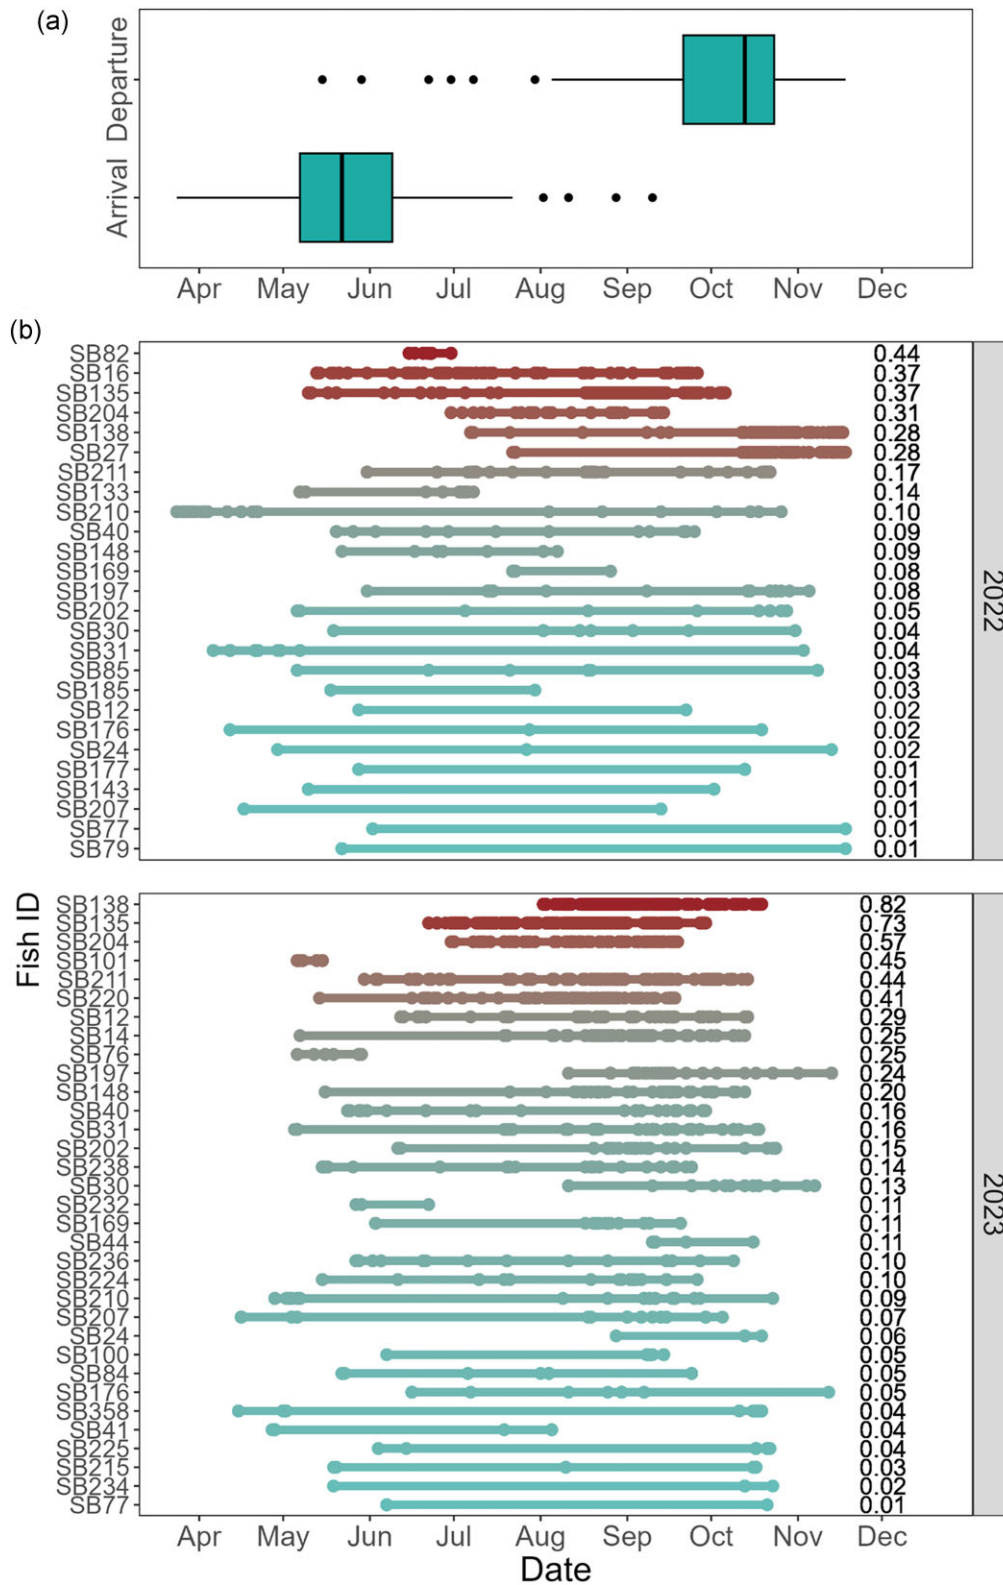 (a)
Departure
Arrival
Apr May Jun Jul Aug Sep Oct Nov Dec
(b)
Fish ID
SB82 0.44
SB16 0.37
SB135 0.37
SB204 0.31
SB138 0.28
SB27 0.28
SB211 0.17
SB133 0.14
SB210 0.10
SB40 0.09
SB148 0.09
SB169 0.08
SB197 0.08
SB202 0.05
SB30 0.04
SB31 0.04
SB85 0.03
SB185 0.03
SB12 0.02
SB176 0.02
SB24 0.02
SB177 0.01
SB143 0.01
SB207 0.01
SB77 0.01
SB79 0.01
2022
SB138 0.82
SB135 0.73
SB204 0.57
SB101 0.45
SB211 0.44
SB220 0.41
SB12 0.29
SB14 0.25
SB76 0.25
SB197 0.24
SB148 0.20
SB40 0.16
SB31 0.16
SB202 0.15
SB238 0.14
SB30 0.13
SB232 0.11
SB169 0.11
SB44 0.11
SB236 0.10
SB224 0.10
SB210 0.09
SB207 0.07
SB24 0.06
SB100 0.05
SB84 0.05
SB176 0.05
SB358 0.04
SB41 0.04
SB225 0.04
SB215 0.03
SB234 0.02
SB77 0.01
2023
Apr May Jun Jul Aug Sep Oct Nov Dec
Date